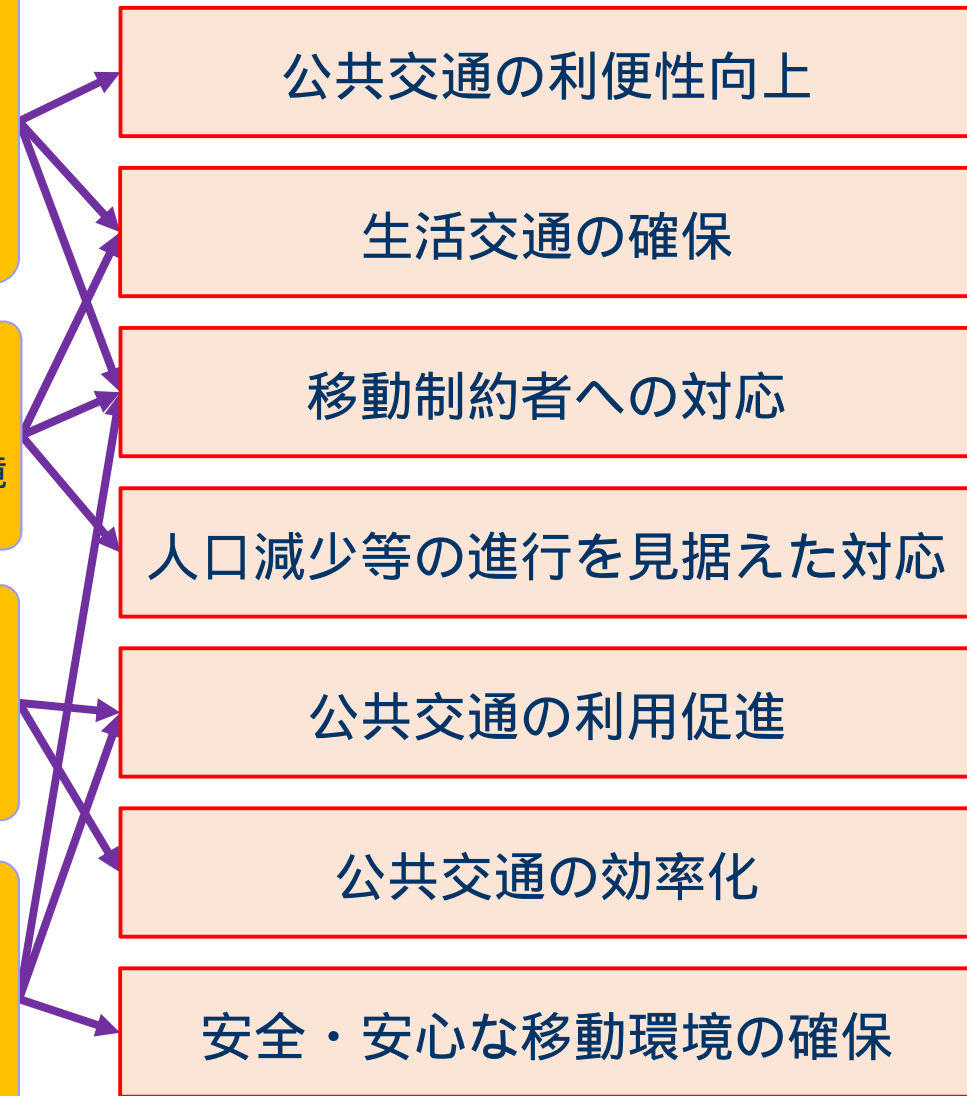 公共交通の利便性向上
生活交通の確保
移動制約者への対応
人口減少等の進行を見据えた対応
公共交通の利用促進
公共交通の効率化
安全・安心な移動環境の確保